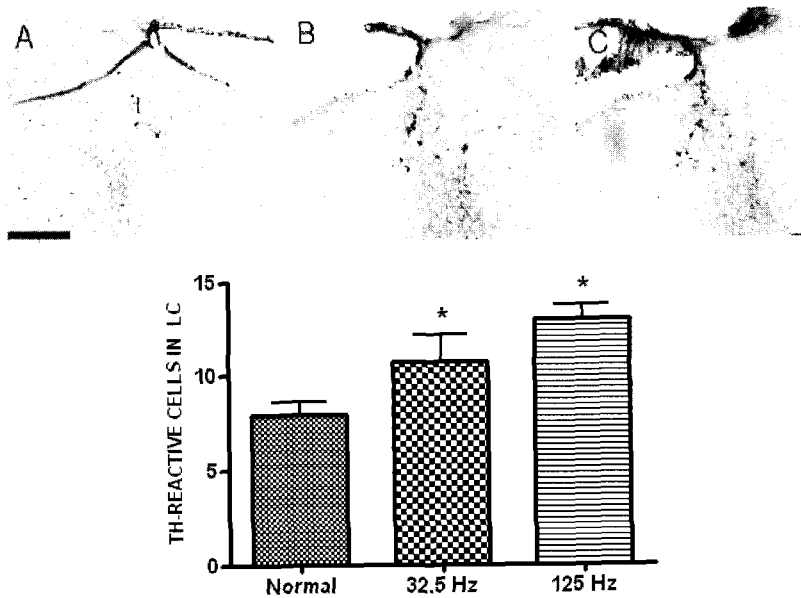 A B C
15
10
5
0
TH-REACTIVE CELLS IN LC
* *
Normal 32,5 Hz 125 Hz